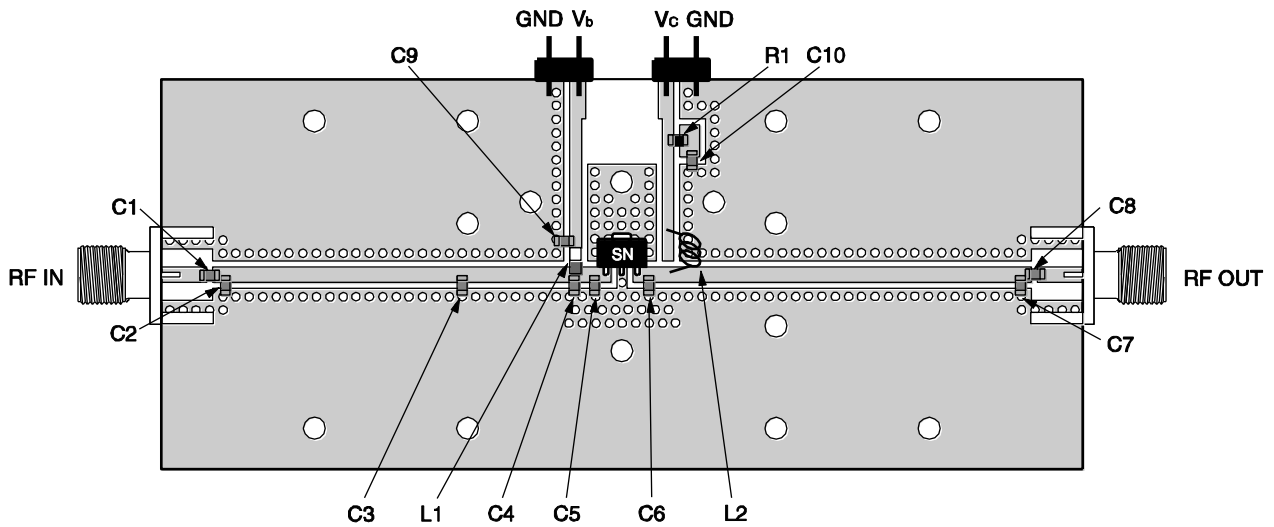 GND Vb Vc GND
C9 R1 C10
C1 C8
SN
RF IN RF OUT
C2 C7
C3 L1 C4 C5 C6 L2